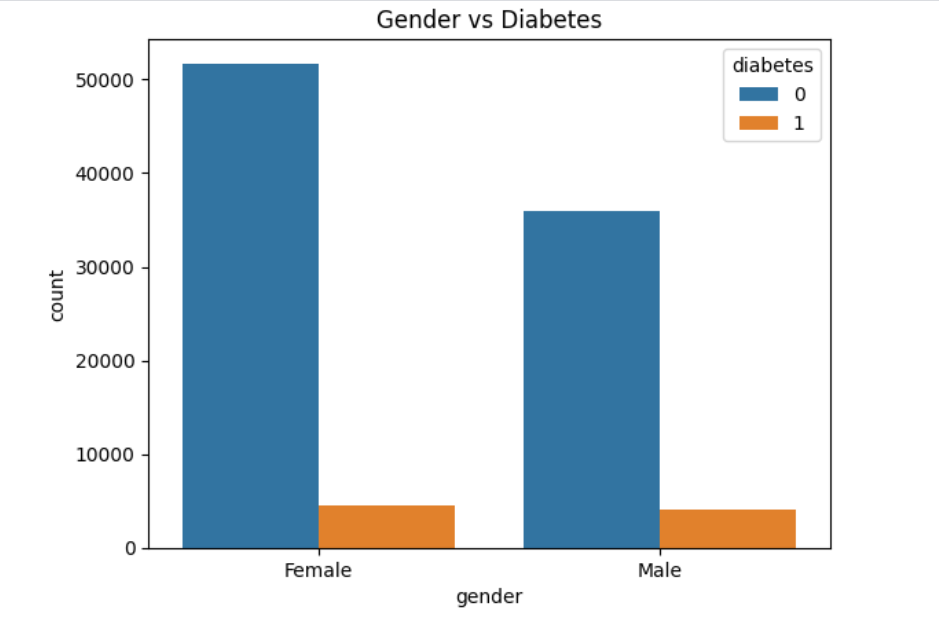 Gender vs Diabetes
diabetes
0
1
50000
40000
30000
20000
10000
0
count
Female
Male
gender